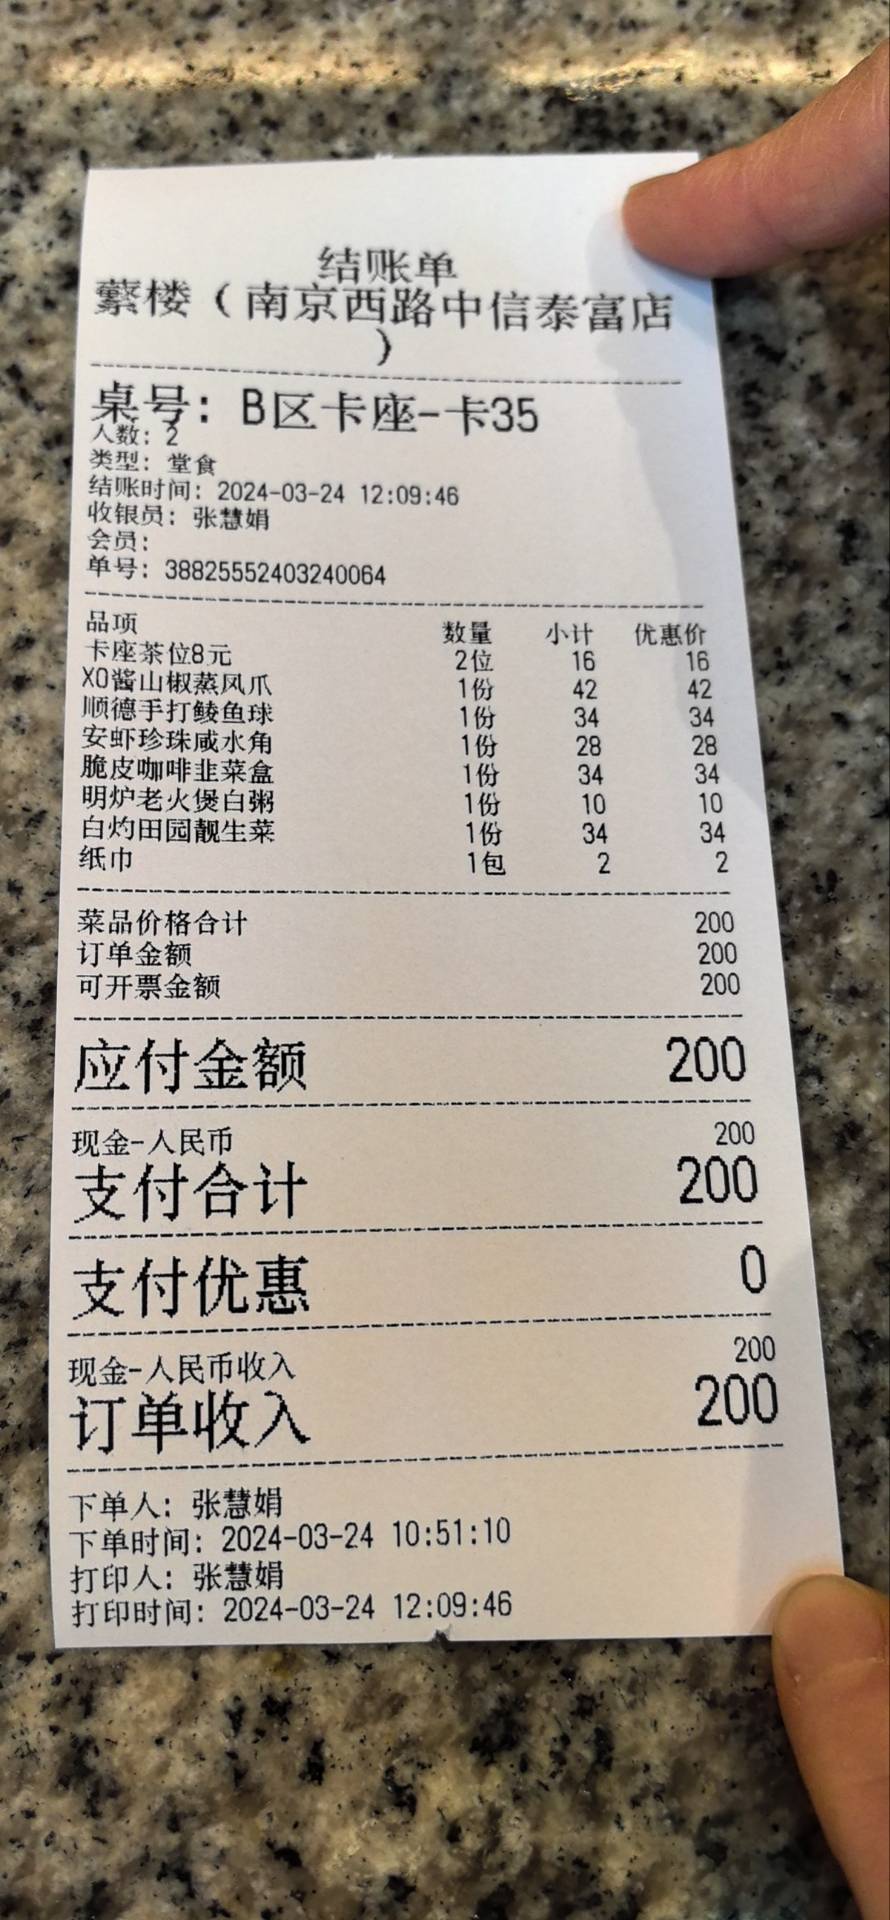 结账单
蘩楼（南京西路中信泰富店
）
桌号: B区卡座-卡35
人数: 2
类型: 堂食
结账时间: 2024-03-24 12:09:46
收银员: 张慧娟
会员:
单号: 38825552403240064
品项 数量 小计 优惠价
卡座茶位8元 2位 16 16
XO酱山椒蒸凤爪 1份 42 42
顺德手打鲮鱼球 1份 34 34
安虾珍珠咸水角 1份 28 28
脆皮咖啡韭菜盒 1份 34 34
明炉老火煲白粥 1份 10 10
白灼田园靓生菜 1份 34 34
纸巾 1包 2 2
菜品价格合计 200
订单金额 200
可开票金额 200
应付金额 200
现金-人民币 200
支付合计 200
支付优惠 0
现金-人民币收入 200
订单收入 200
下单人: 张慧娟
下单时间: 2024-03-24 10:51:10
打印人: 张慧娟
打印时间: 2024-03-24 12:09:46